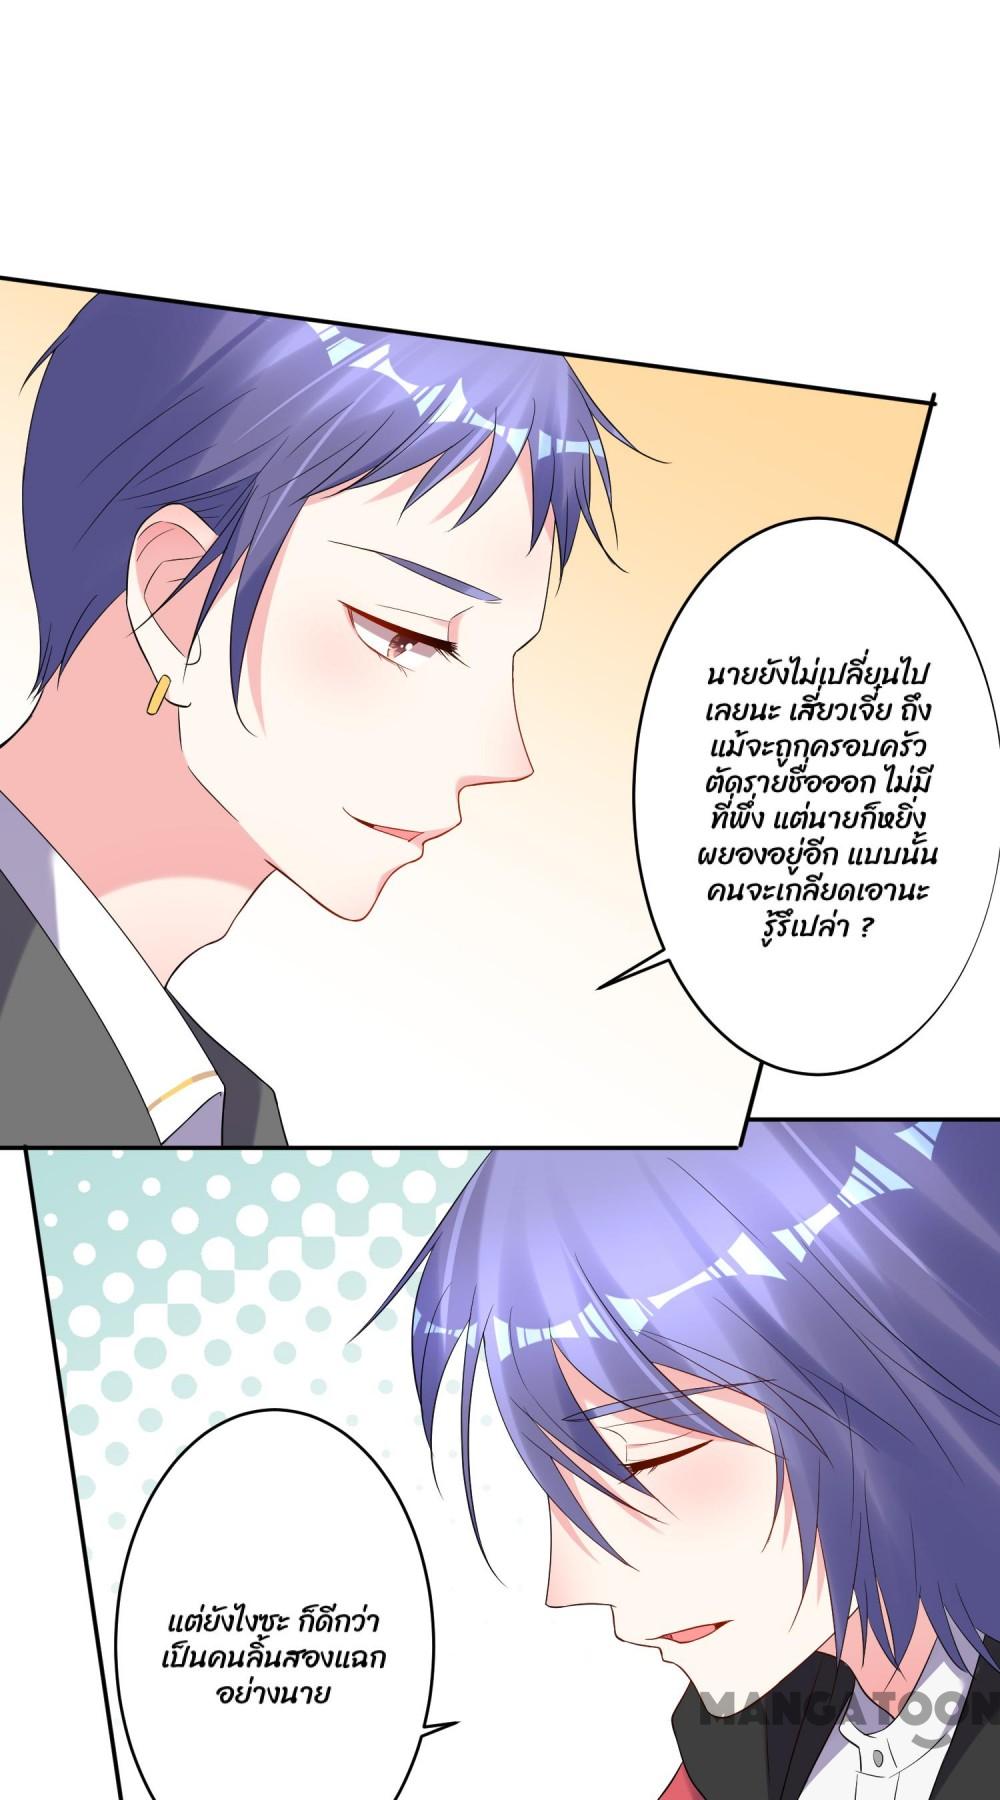 นายยังไม่เปลี่ยนไป
เลยนะ เสี่ยวเจี๋ย ถึง
แม้จะถูกครอบครัว
ตัดรายชื่อออก ไม่มี
ที่พึ่ง แต่นายก็หยิ่ง
ผยองอยู่อีก แบบนั้น
คนจะเกลียดเอานะ
รู้รึเปล่า ?
แต่ยังไงซะ ก็ดีกว่า
เป็นคนลิ้นสองแฉก
อย่างนาย
MANGATOON